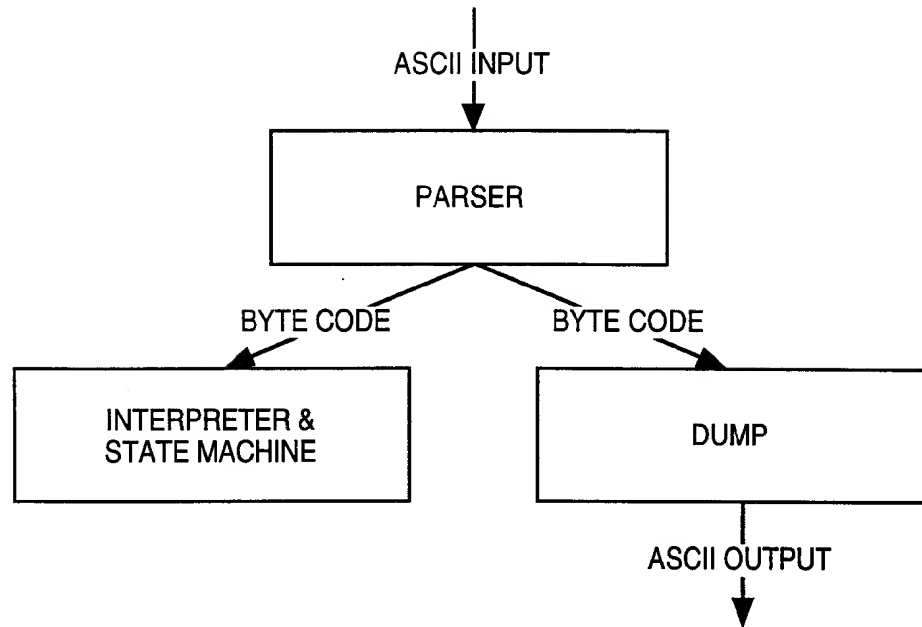 ASCII INPUT
PARSER
BYTE CODE
BYTE CODE
INTERPRETER &
STATE MACHINE
DUMP
ASCII OUTPUT